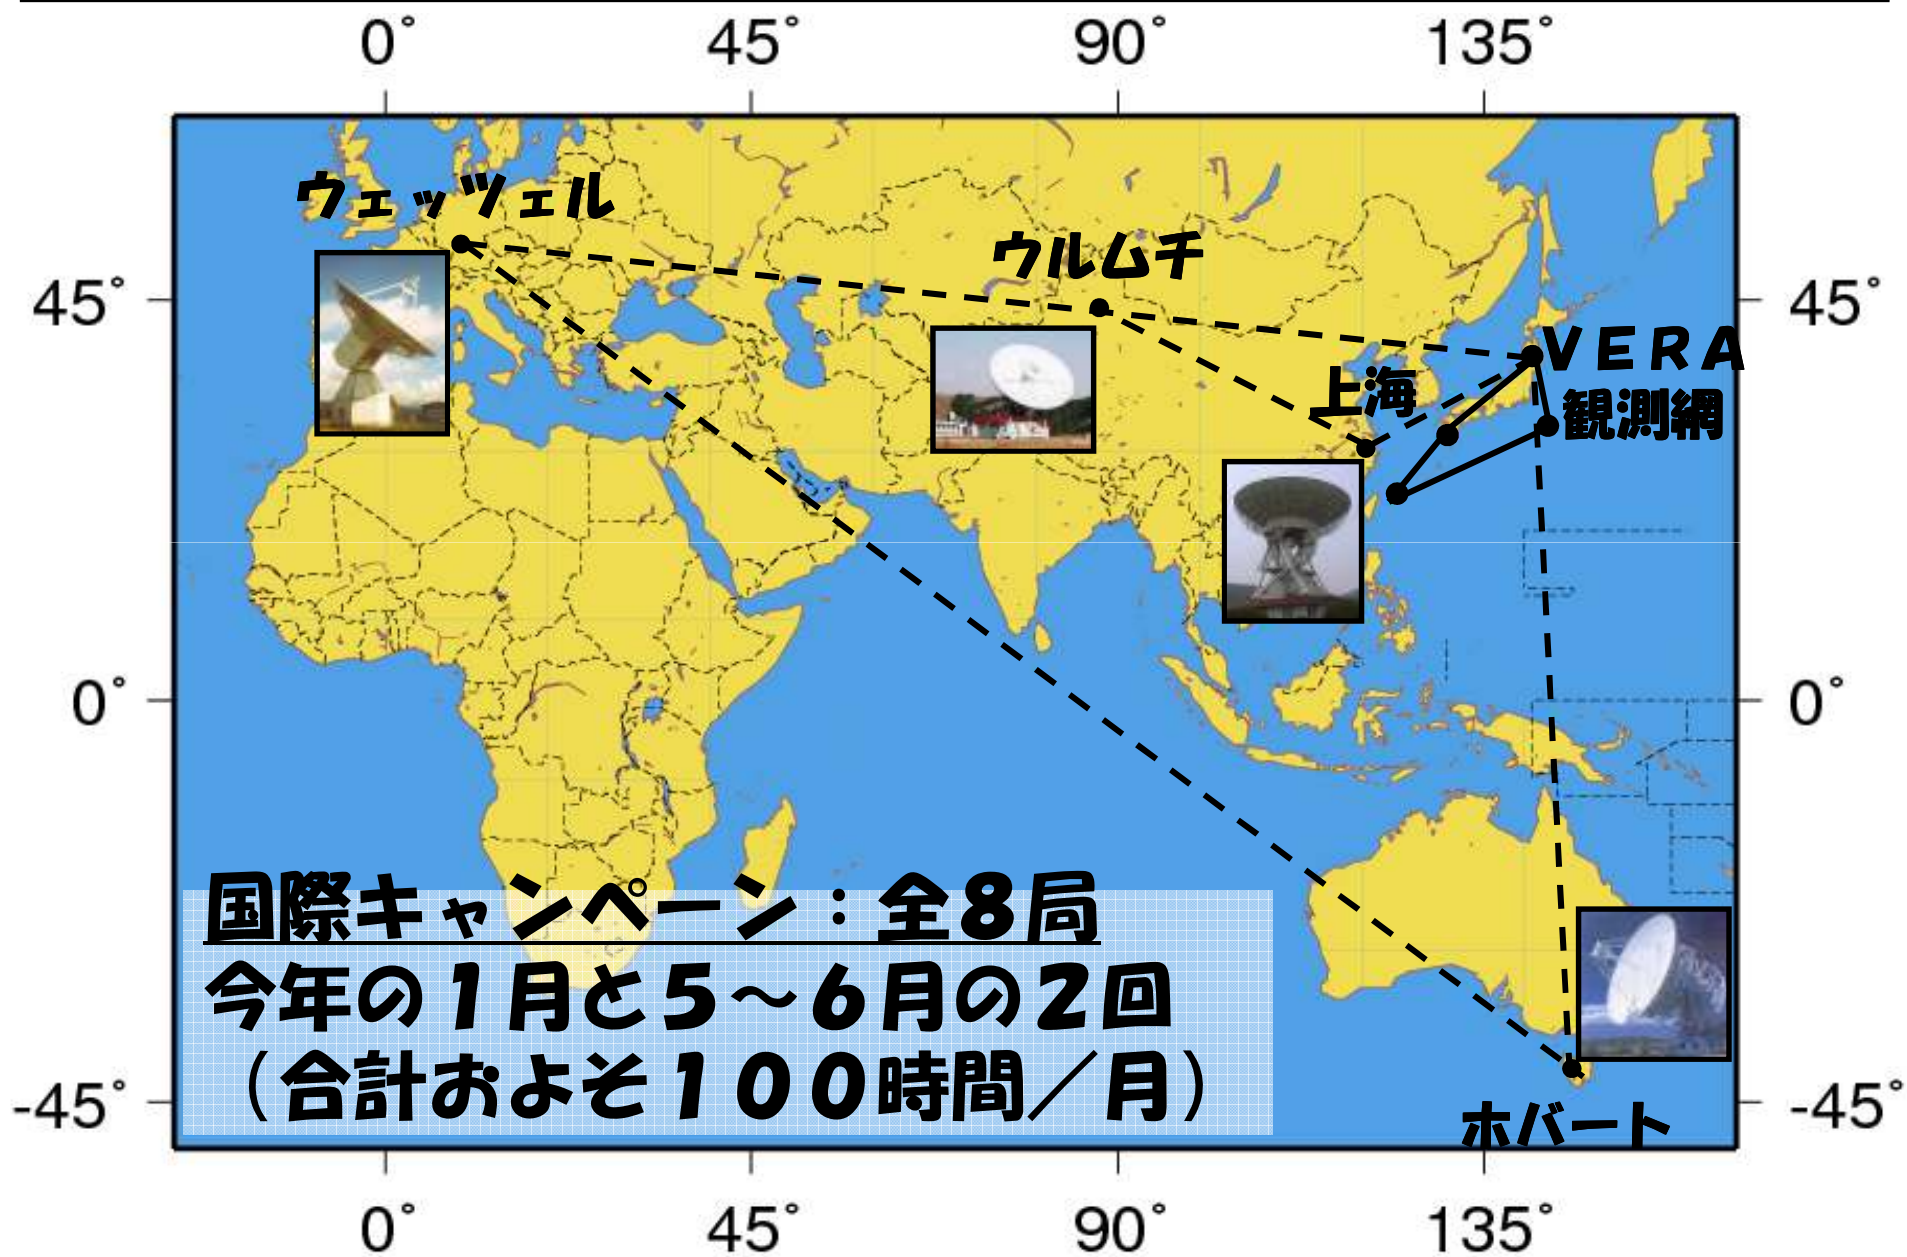 0° 45° 90° 135°
ウェッツェル
ウルムチ
45° 45°
VERA
上海
観測網
0° 0°
国際キャンペーン:全8局
今年の1月と5~6月の2回
(合計およそ100時間/月)
-45° -45°
ホバート
0° 45° 90° 135°